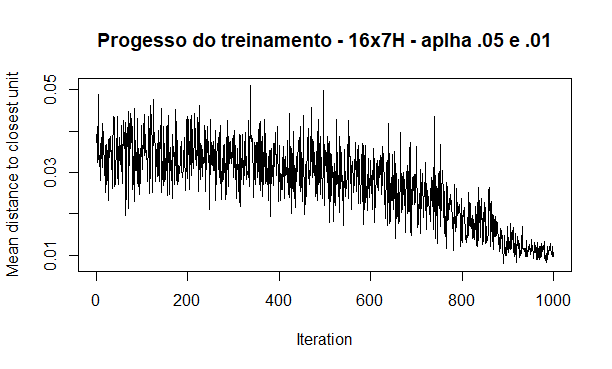 Progesso do treinamento - 16x7H - aplha .05 e .01
Mean distance to closest unit
0.05
0.03
0.01
0 200 400 600 800 1000
Iteration